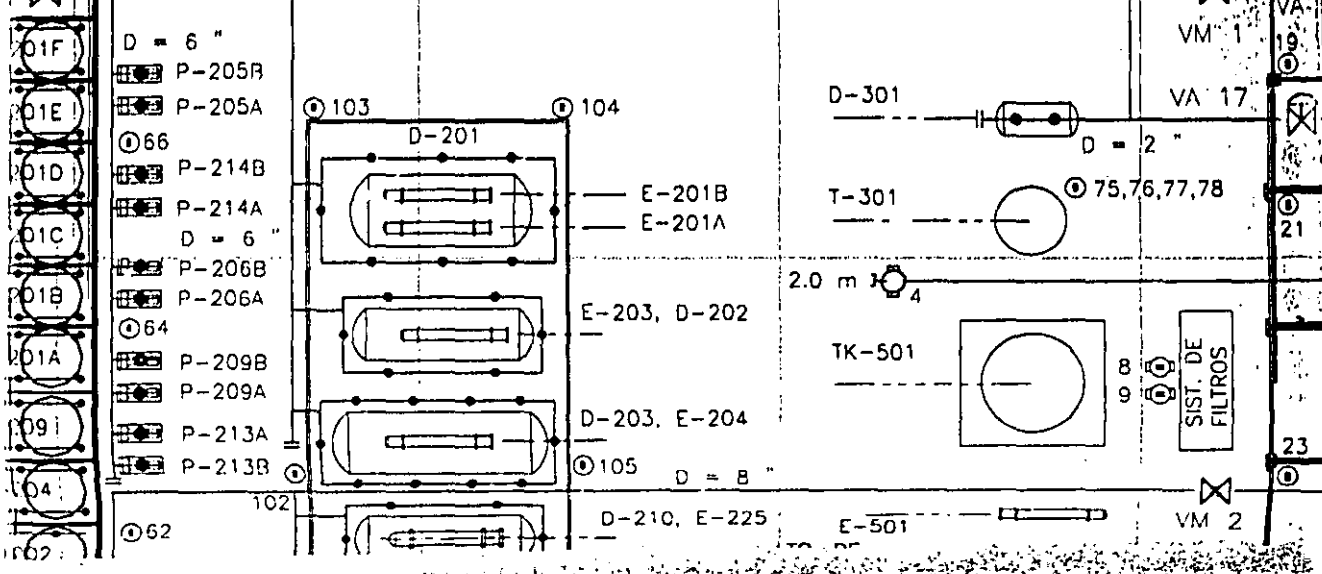 01F
D = 6 "
P-205B
01E
P-205A
66
01D
P-214B
P-214A
01C
D = 6 "
P-206B
01B
P-206A
64
01A
P-209B
P-209A
09
P-213A
P-213B
04
102
62
02
103
104
D-201
E-201B
E-201A
E-203, D-202
D-203, E-204
105
D = 8 "
D-210, E-225
D-301
VM 1
VA 17
D = 2 "
T-301
75,76,77,78
2.0 m
4
TK-501
8
9
SIST. DE
FILTROS
E-501
VM 2
VA
19
21
23